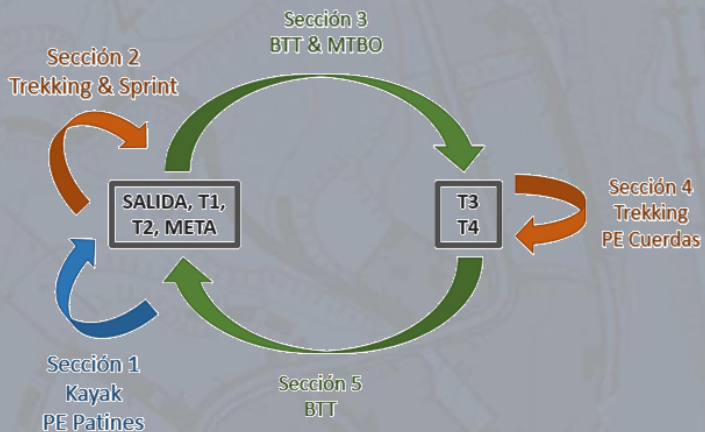 Sección 3
BTT & MTBO
Sección 2
Trekking & Sprint
SALIDA, T1,
T2, META
T3
T4
Sección 4
Trekking
PE Cuerdas
Sección 1
Kayak
PE Patines
Sección 5
BTT